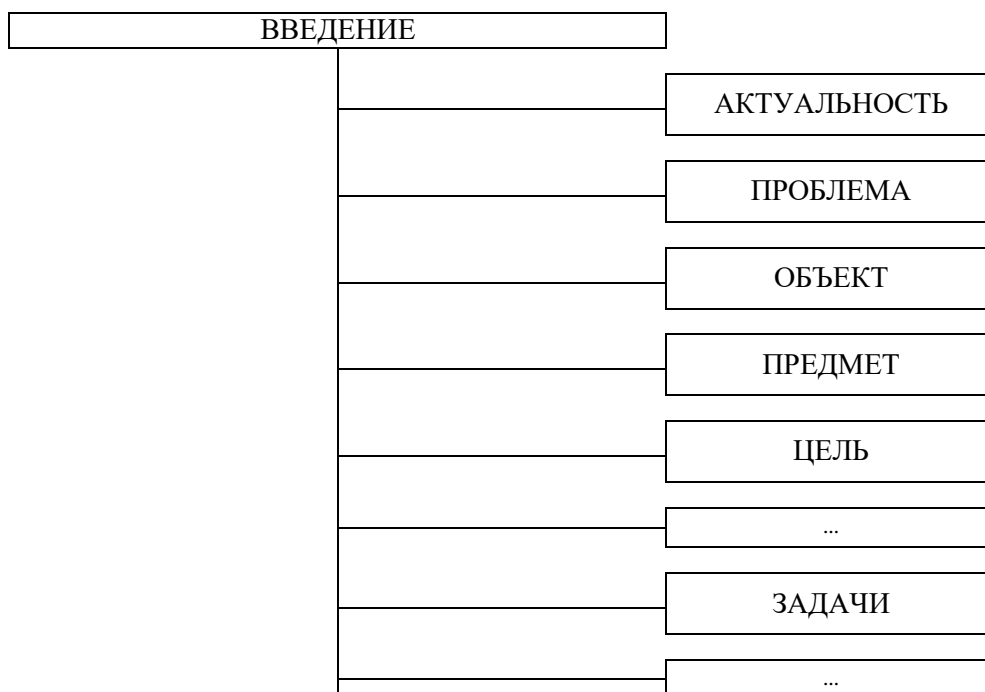 ВВЕДЕНИЕ
АКТУАЛЬНОСТЬ
ПРОБЛЕМА
ОБЪЕКТ
ПРЕДМЕТ
ЦЕЛЬ
...
ЗАДАЧИ
...